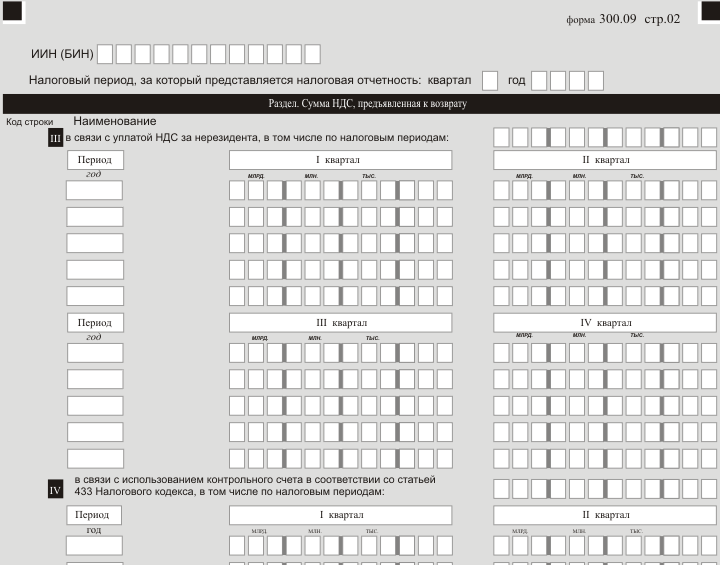 форма 300.09 стр.02
ИИН (БИН)
Налоговый период, за который представляется налоговая отчетность: квартал год
Раздел. Сумма НДС, предъявленная к возврату
Код строки Наименование
III в связи с уплатой НДС за нерезидента, в том числе по налоговым периодам:
Период I квартал II квартал
год МЛРД. МЛН. ТЫС. МЛРД. МЛН. ТЫС.
Период III квартал IV квартал
год МЛРД. МЛН. ТЫС. МЛРД. МЛН. ТЫС.
в связи с использованием контрольного счета в соответствии со статьей
IV 433 Налогового кодекса, в том числе по налоговым периодам:
Период I квартал II квартал
год МЛРД. МЛН. ТЫС МЛРД. МЛН. ТЫС